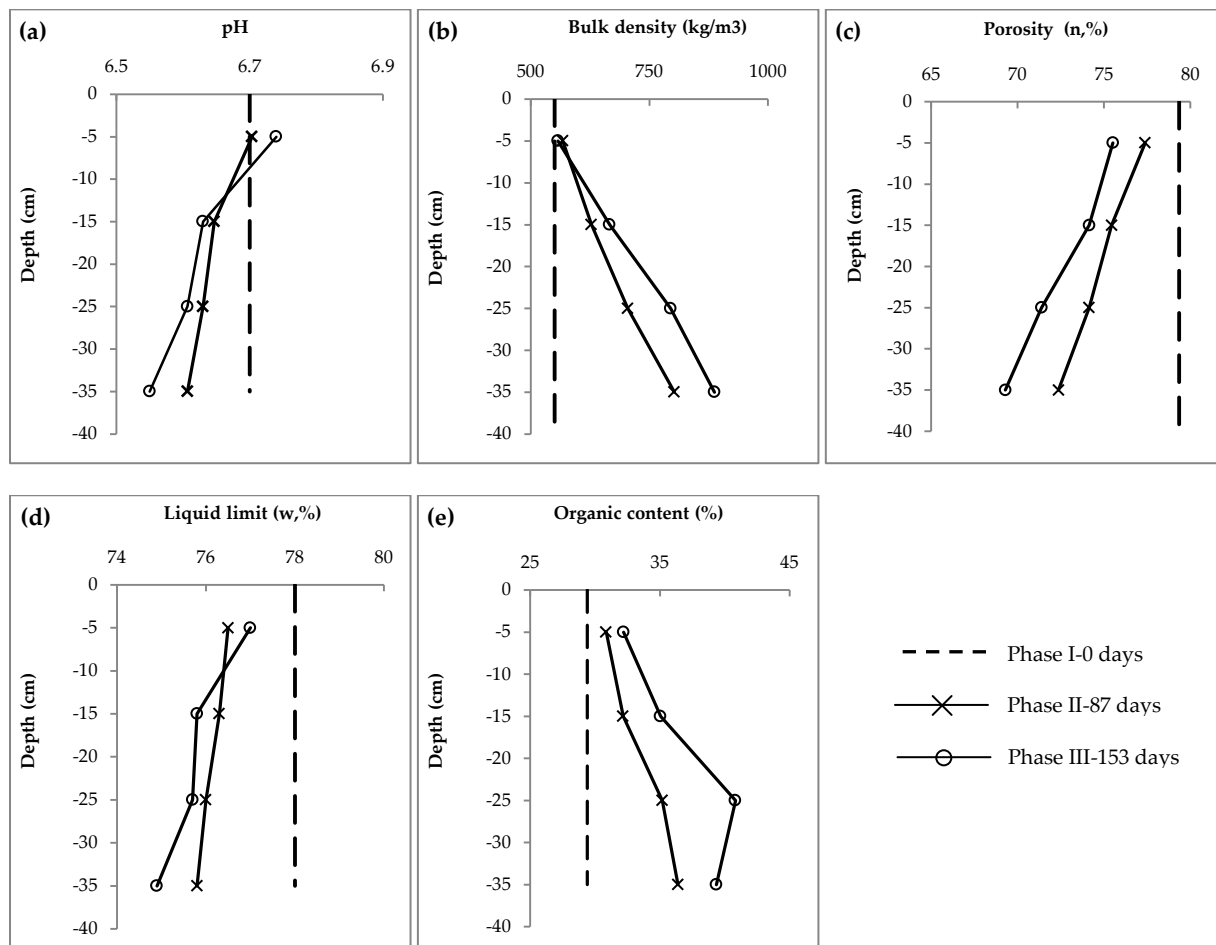 (a)
pH
6.5 6.7 6.9
0
-5
-10
-15
-20
-25
-30
-35
-40
Depth (cm)
(b)
Bulk density (kg/m3)
500 750 1000
0
-5
-10
-15
-20
-25
-30
-35
-40
Depth (cm)
(c)
Porosity (n,%)
65 70 75 80
0
-5
-10
-15
-20
-25
-30
-35
-40
Depth (cm)
(d)
Liquid limit (w,%)
74 76 78 80
0
-5
-10
-15
-20
-25
-30
-35
-40
Depth (cm)
(e)
Organic content (%)
25 35 45
0
-5
-10
-15
-20
-25
-30
-35
-40
Depth (cm)
Phase I-0 days
Phase II-87 days
Phase III-153 days